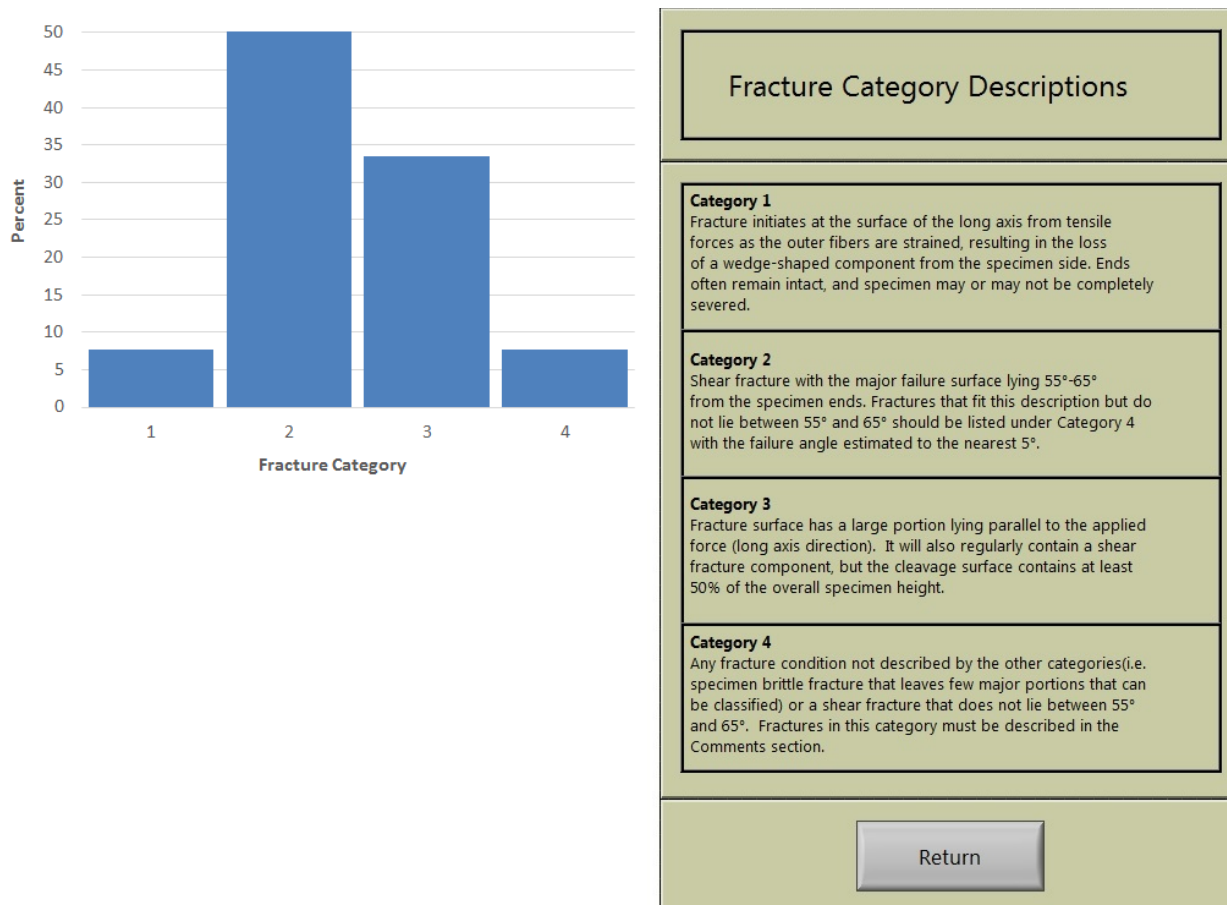 50
45
40
35
30
25
20
15
10
5
0
Percent
1 2 3 4
Fracture Category
Fracture Category Descriptions
Category 1
Fracture initiates at the surface of the long axis from tensile
forces as the outer fibers are strained, resulting in the loss
of a wedge-shaped component from the specimen side. Ends
often remain intact, and specimen may or may not be completely
severed.
Category 2
Shear fracture with the major failure surface lying 55°-65°
from the specimen ends. Fractures that fit this description but do
not lie between 55° and 65° should be listed under Category 4
with the failure angle estimated to the nearest 5°.
Category 3
Fracture surface has a large portion lying parallel to the applied
force (long axis direction).  It will also regularly contain a shear
fracture component, but the cleavage surface contains at least
50% of the overall specimen height.
Category 4
Any fracture condition not described by the other categories(i.e.
specimen brittle fracture that leaves few major portions that can
be classified) or a shear fracture that does not lie between 55°
and 65°.  Fractures in this category must be described in the
Comments section.
Return